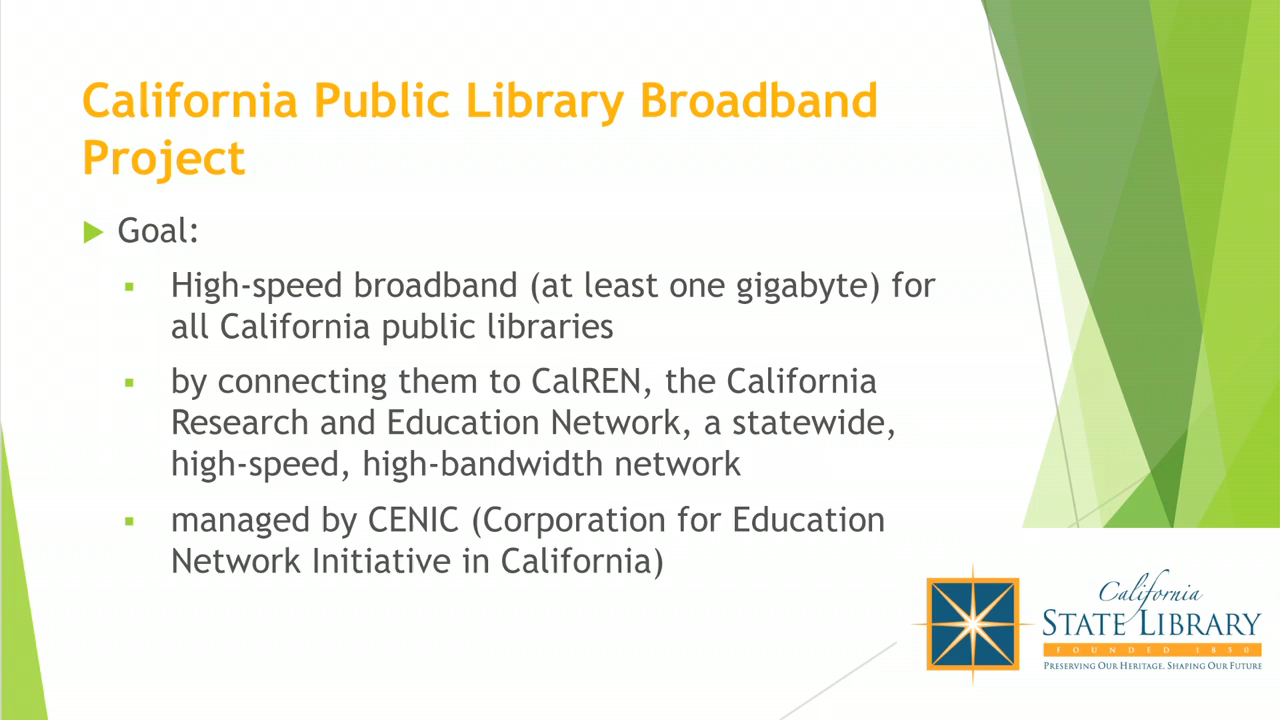 California Public Library Broadband
Project
Goal:
High-speed broadband (at least one gigabyte) for
all California public libraries
by connecting them to CalREN, the California
Research and Education Network, a statewide,
high-speed, high-bandwidth network
managed by CENIC (Corporation for Education
Network Initiative in California)
California
STATE LIBRARY
FOUNDED 1850
PRESERVING OUR HERITAGE, SHAPING OUR FUTURE